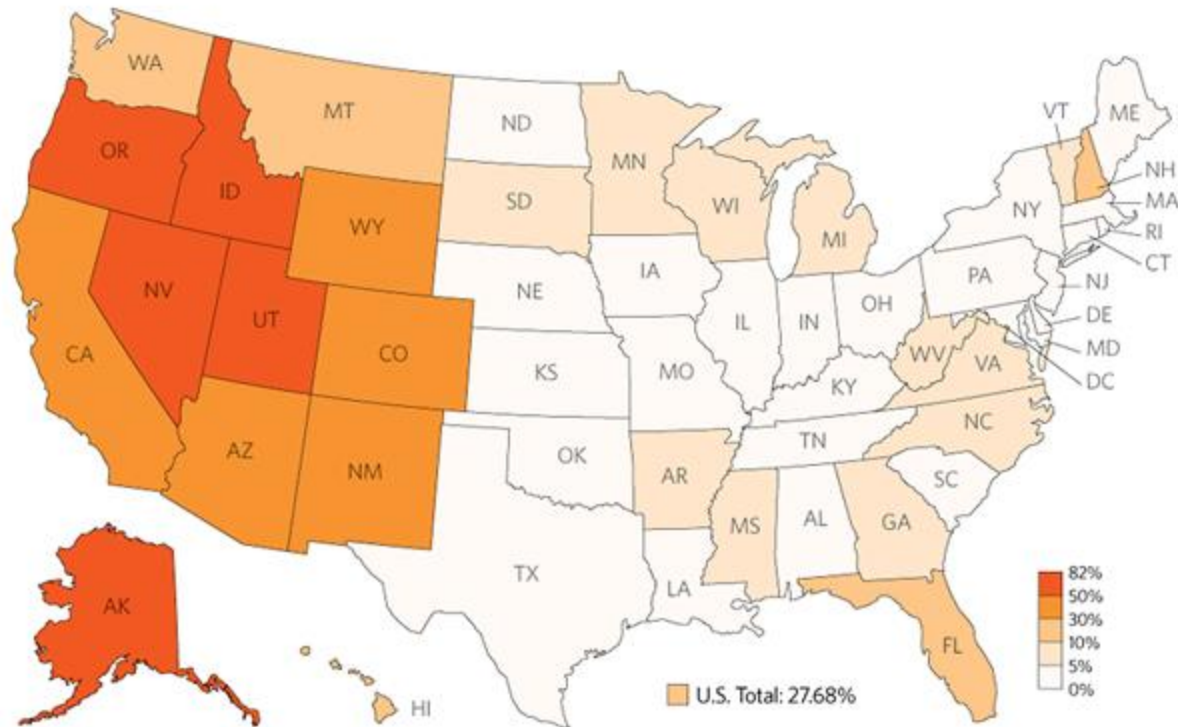 WA
MT
ND
MN
VT
ME
OR
ID
SD
WI
NH
WY
MI
NY
MA
RI
CT
IA
PA
NJ
NV
NE
OH
DE
UT
IL
IN
MD
CA
CO
WV
VA
DC
KS
MO
KY
AZ
NM
OK
TN
NC
AR
SC
MS
AL
GA
TX
LA
AK
FL
HI
82%
50%
30%
10%
5%
0%
U.S. Total: 27.68%